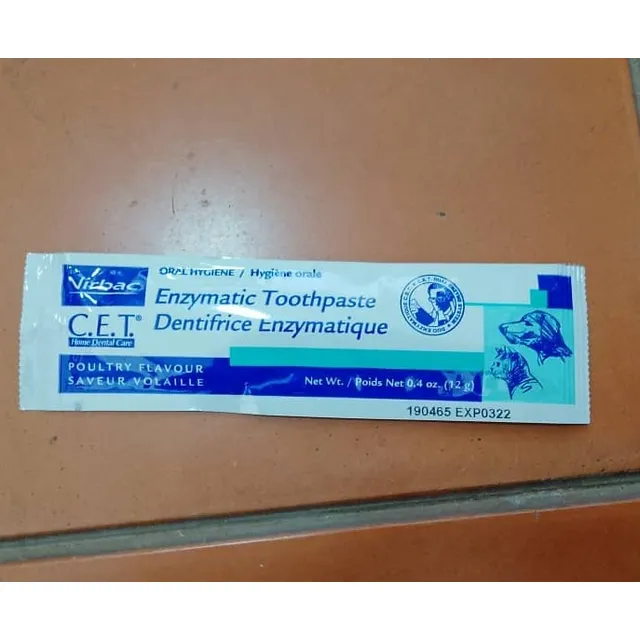 Virbac
ORAL HYGIENE / Hygiène orale
Enzymatic Toothpaste
Dentifrice Enzymatique
C.E.T.®
Home Dental Care
POULTRY FLAVOUR
SAVEUR VOLAILLE
Net Wt. / Poids Net 0.4 oz. (12 g)
190465 EXP0322